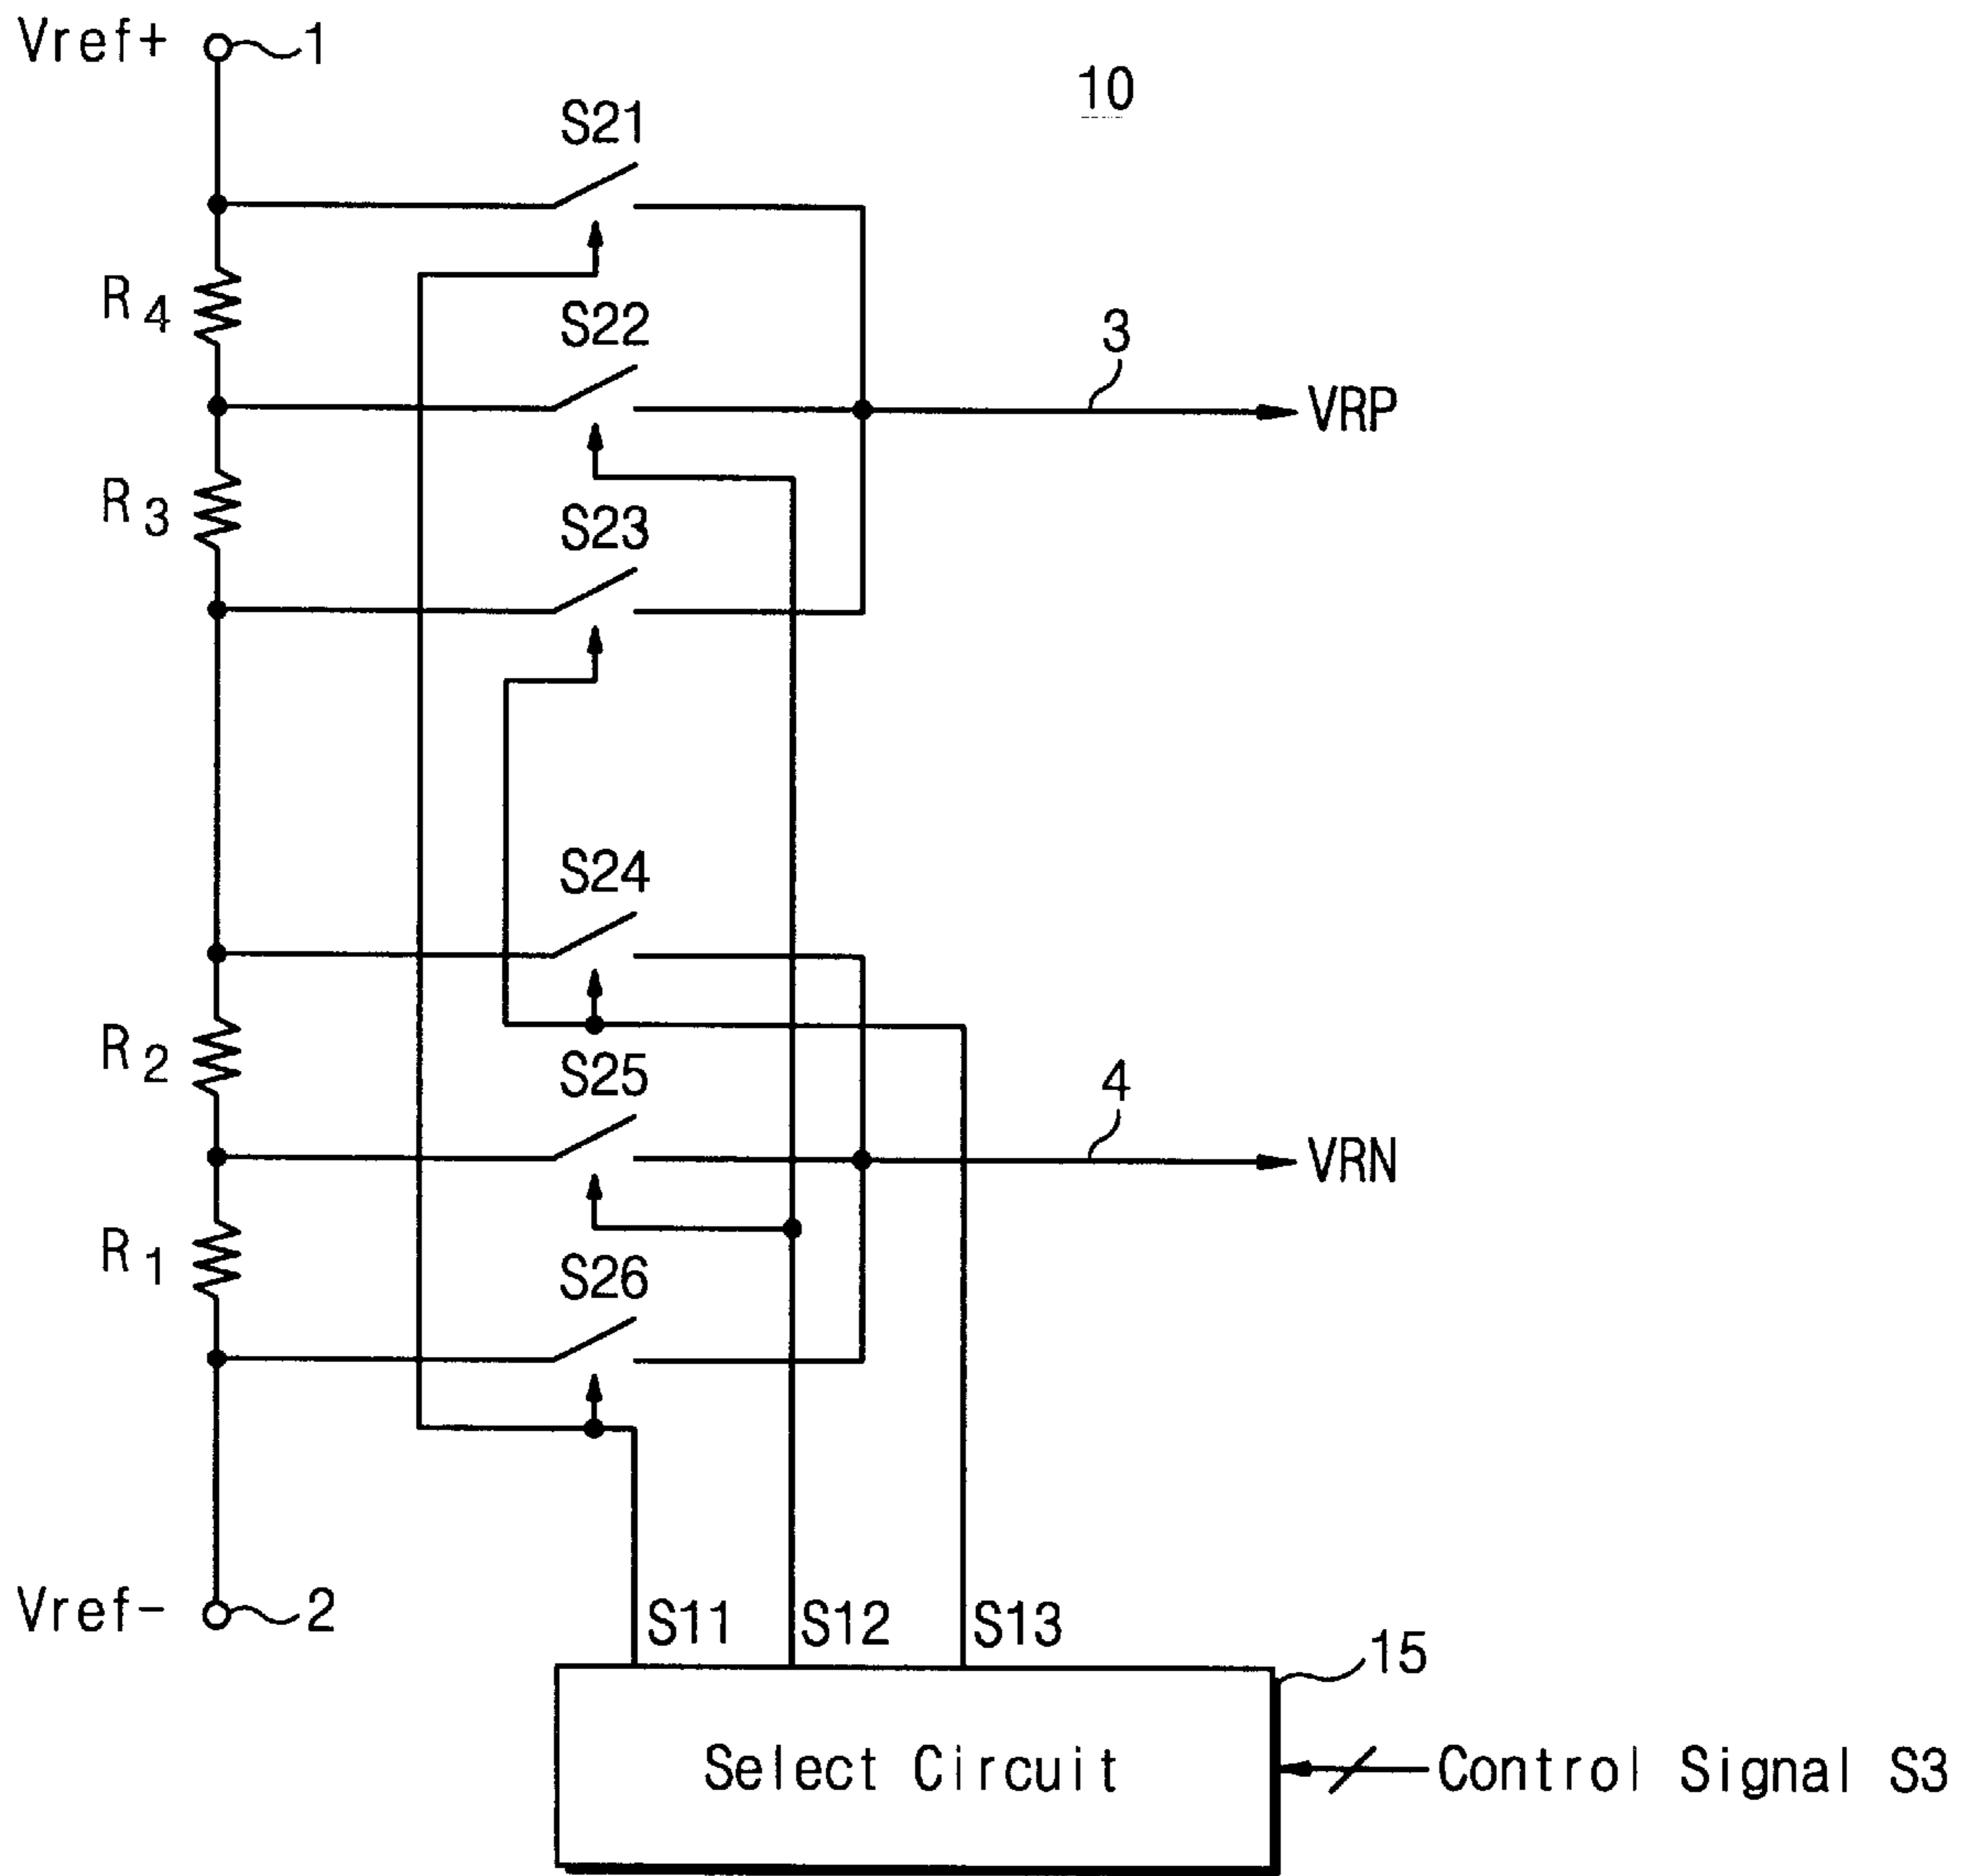 Vref+ 1
10
S21
R4
S22
3
VRP
R3
S23
S24
R2
S25
4
VRN
R1
S26
Vref- 2
S11 S12 S13
15
Select Circuit
Control Signal S3